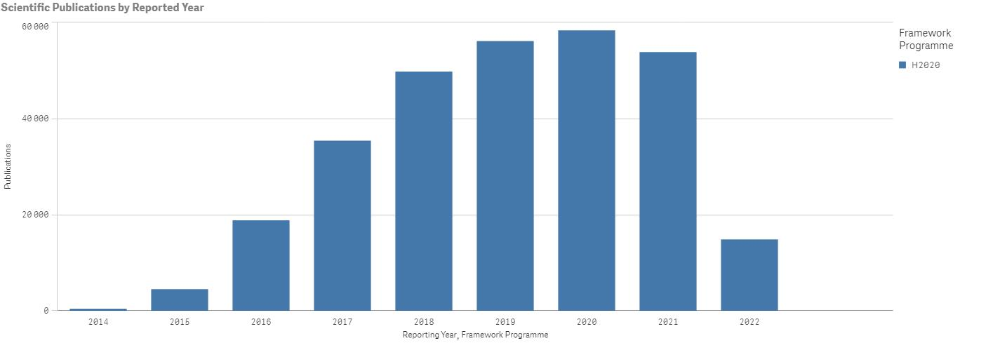 Scientific Publications by Reported Year
60 000
40 000
20 000
0
Publications
2014 2015 2016 2017 2018 2019 2020 2021 2022
Reporting Year, Framework Programme
Framework
Programme
H2020